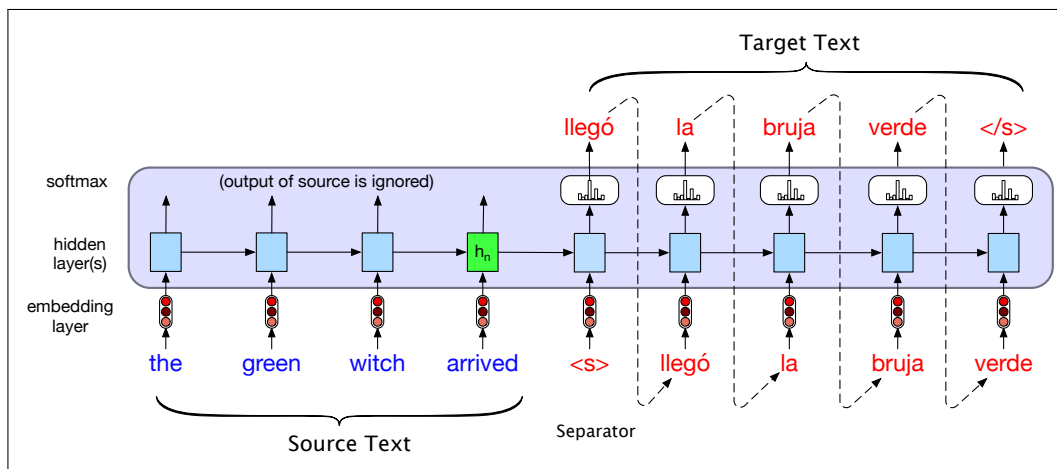 Target Text
llegó la bruja verde </s>
softmax (output of source is ignored)
hidden
layer(s)
hn
embedding
layer
the green witch arrived <s> llegó la bruja verde
Separator
Source Text